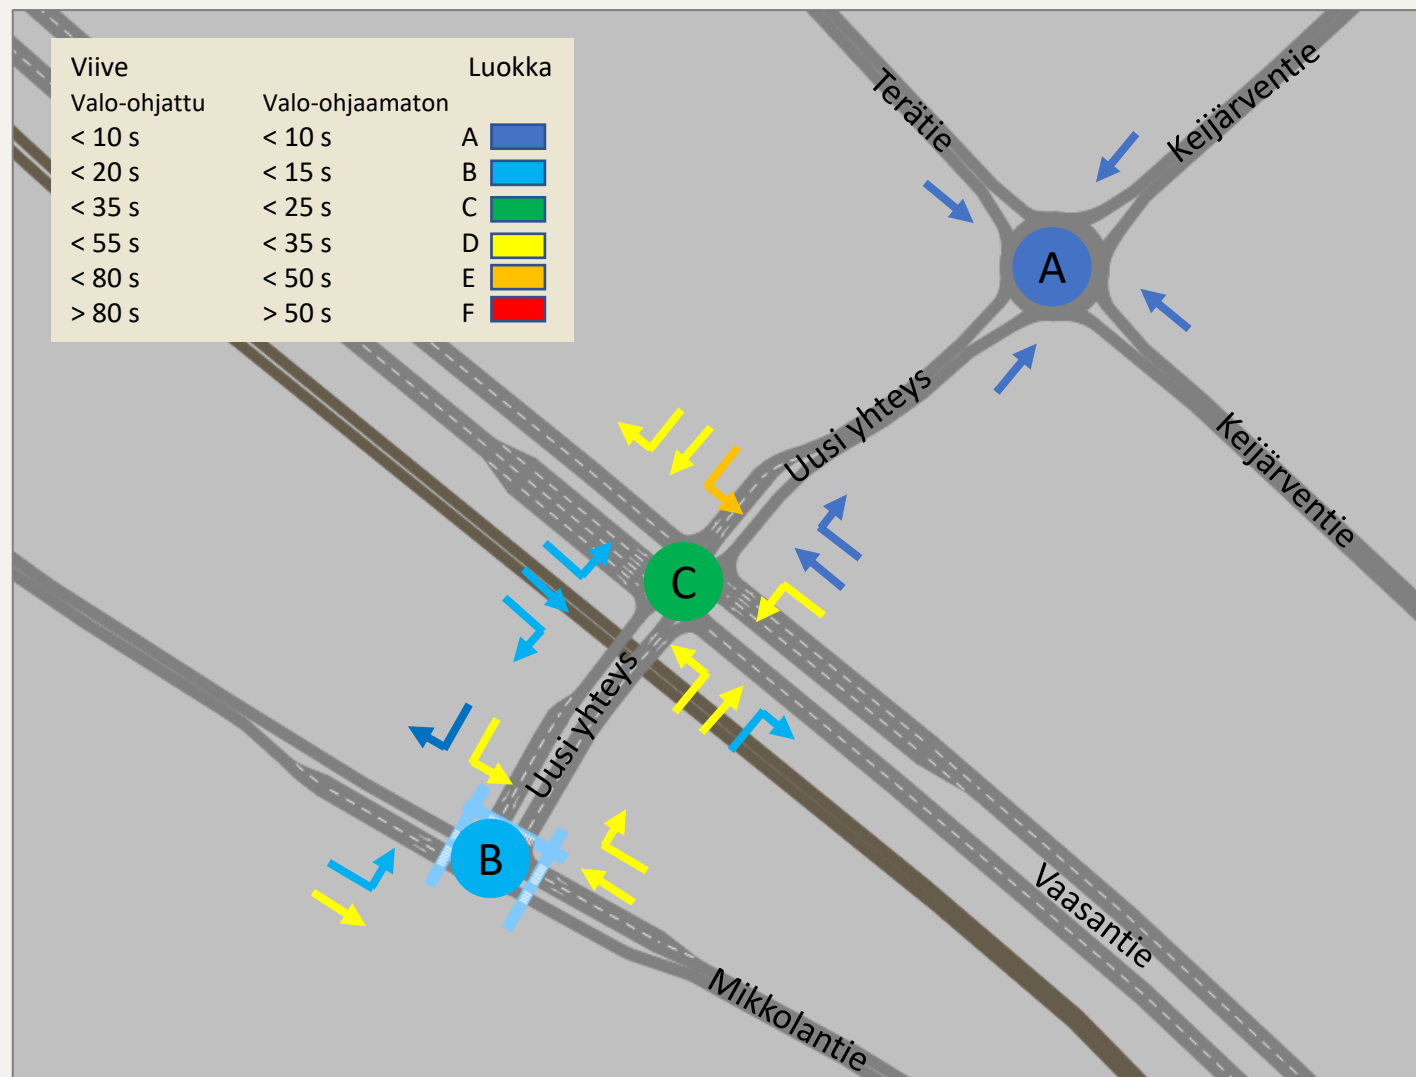 Viive Luokka
Valo-ohjattu Valo-ohjaamaton
< 10 s < 10 s A
< 20 s < 15 s B
< 35 s < 25 s C
< 55 s < 35 s D
< 80 s < 50 s E
> 80 s > 50 s F
Terätie
Keijärventie
A
Uusi yhteys
Keijärventie
C
Uusi yhteys
B
Vaasantie
Mikkolantie